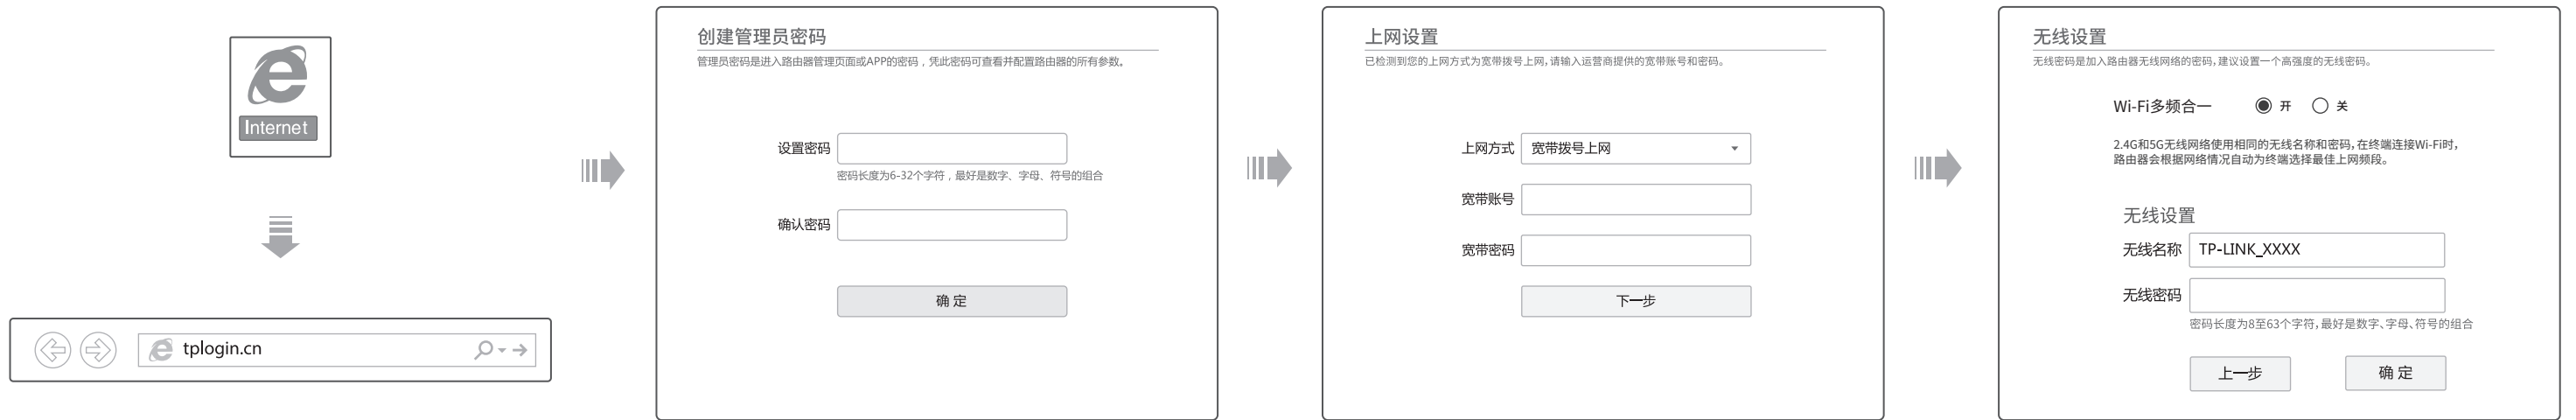 Internet
tplogin.cn
创建管理员密码
管理员密码是进入路由器管理页面或APP的密码，凭此密码可查看并配置路由器的所有参数。
设置密码
密码长度为6-32个字符，最好是数字、字母、符号的组合
确认密码
确 定
上网设置
已检测到您的上网方式为宽带拨号上网,请输入运营商提供的宽带账号和密码。
上网方式 宽带拨号上网
宽带账号
宽带密码
下一步
无线设置
无线密码是加入路由器无线网络的密码,建议设置一个高强度的无线密码。
Wi-Fi多频合一 开 关
2.4G和5G无线网络使用相同的无线名称和密码,在终端连接Wi-Fi时,
路由器会根据网络情况自动为终端选择最佳上网频段。
无线设置
无线名称 TP-LINK_XXXX
无线密码
密码长度为8至63个字符,最好是数字、字母、符号的组合
上一步 确 定